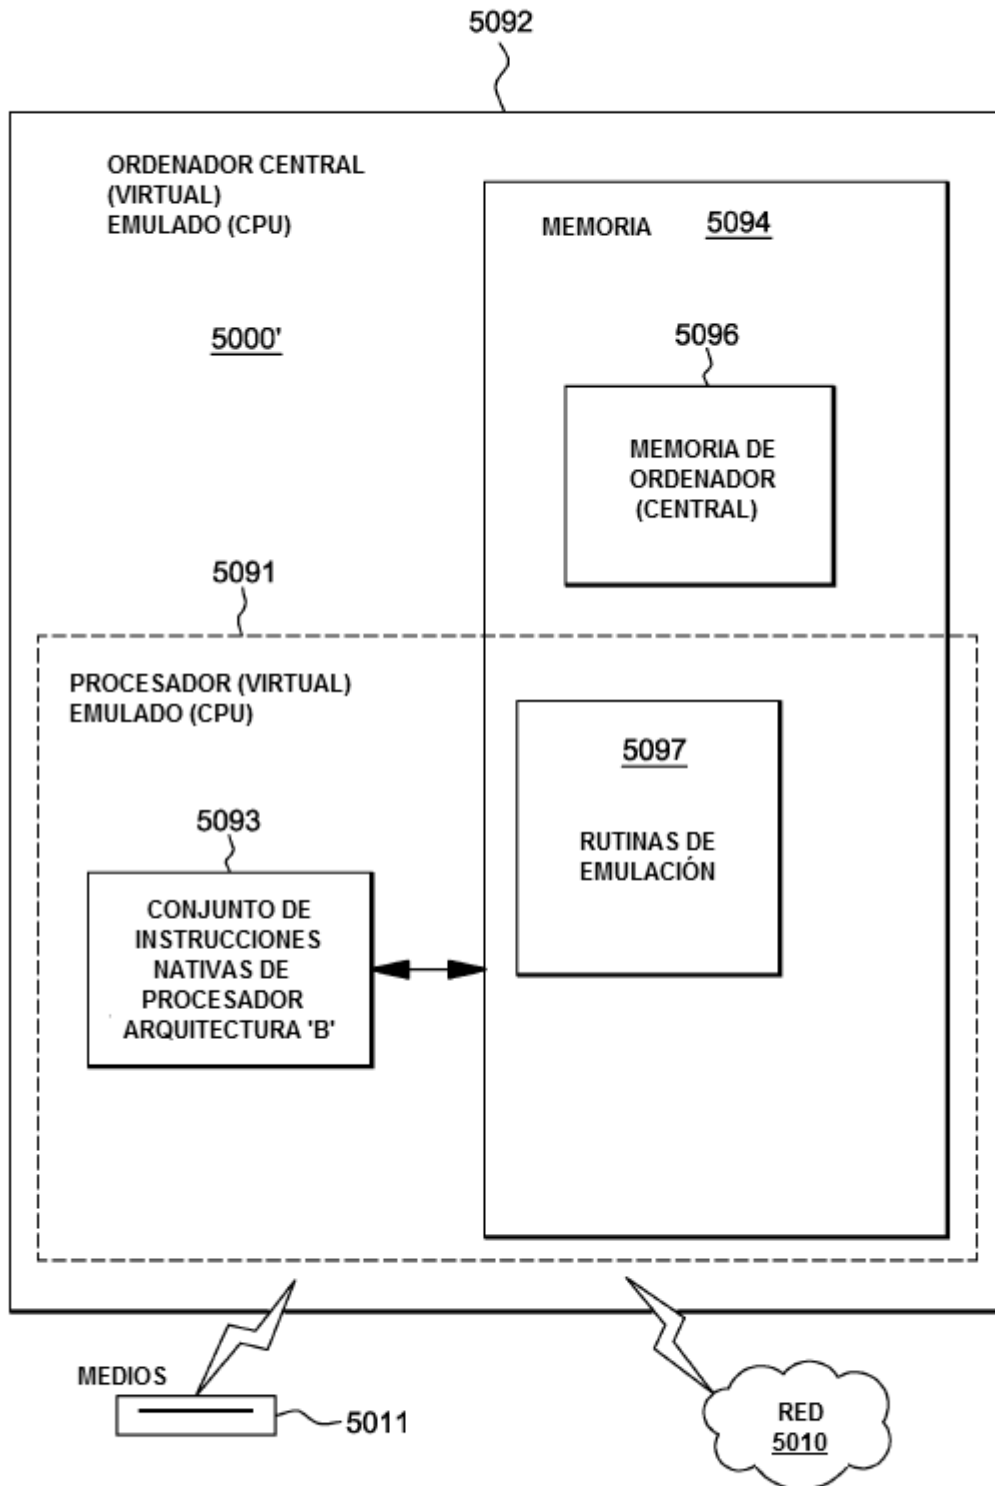 5092
ORDENADOR CENTRAL
(VIRTUAL)
EMULADO (CPU)
5000'
MEMORIA 5094
5096
MEMORIA DE
ORDENADOR
(CENTRAL)
5091
PROCESADOR (VIRTUAL)
EMULADO (CPU)
5097
RUTINAS DE
EMULACIÓN
5093
CONJUNTO DE
INSTRUCCIONES
NATIVAS DE
PROCESADOR
ARQUITECTURA 'B'
MEDIOS
5011
RED
5010